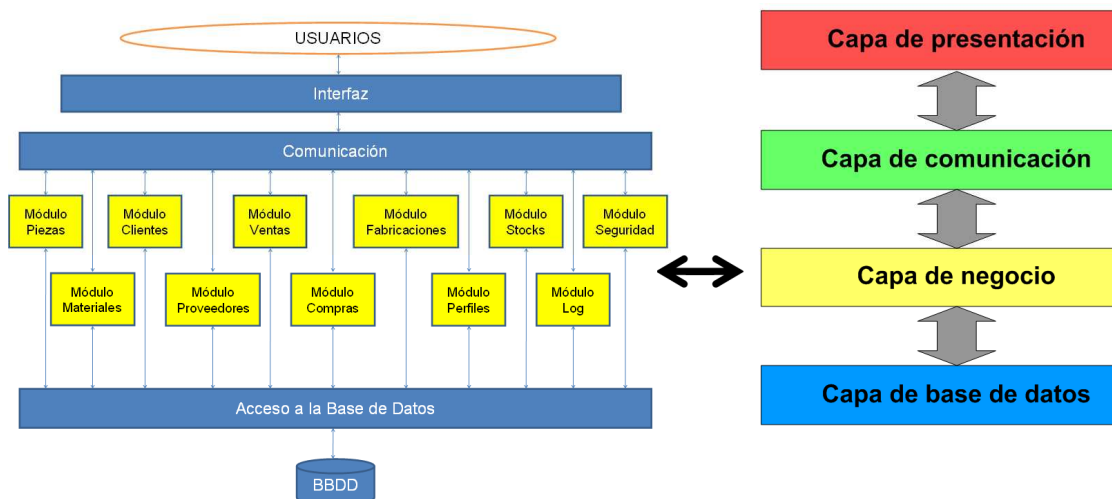 USUARIOS
Interfaz
Comunicación
Módulo
Piezas
Módulo
Clientes
Módulo
Ventas
Módulo
Fabricaciones
Módulo
Stocks
Módulo
Seguridad
Módulo
Materiales
Módulo
Proveedores
Módulo
Compras
Módulo
Perfiles
Módulo
Log
Acceso a la Base de Datos
BBDD
Capa de presentación
Capa de comunicación
Capa de negocio
Capa de base de datos